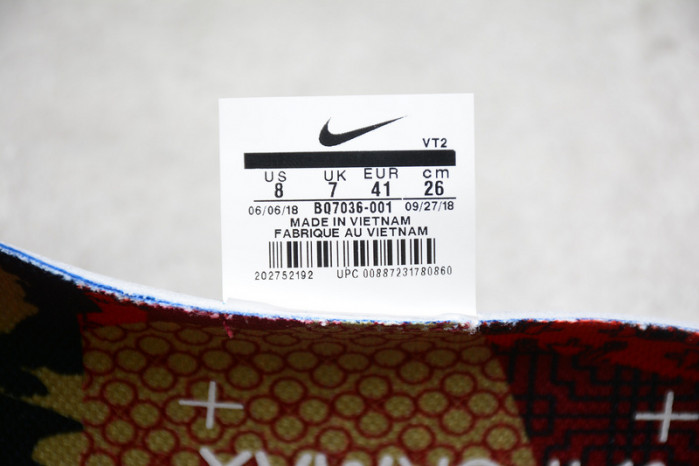 VT2
US UK EUR cm
8 7 41 26
06/06/18 BQ7036-001 09/27/18
MADE IN VIETNAM
FABRIQUE AU VIETNAM
202752192 UPC 00887231780860